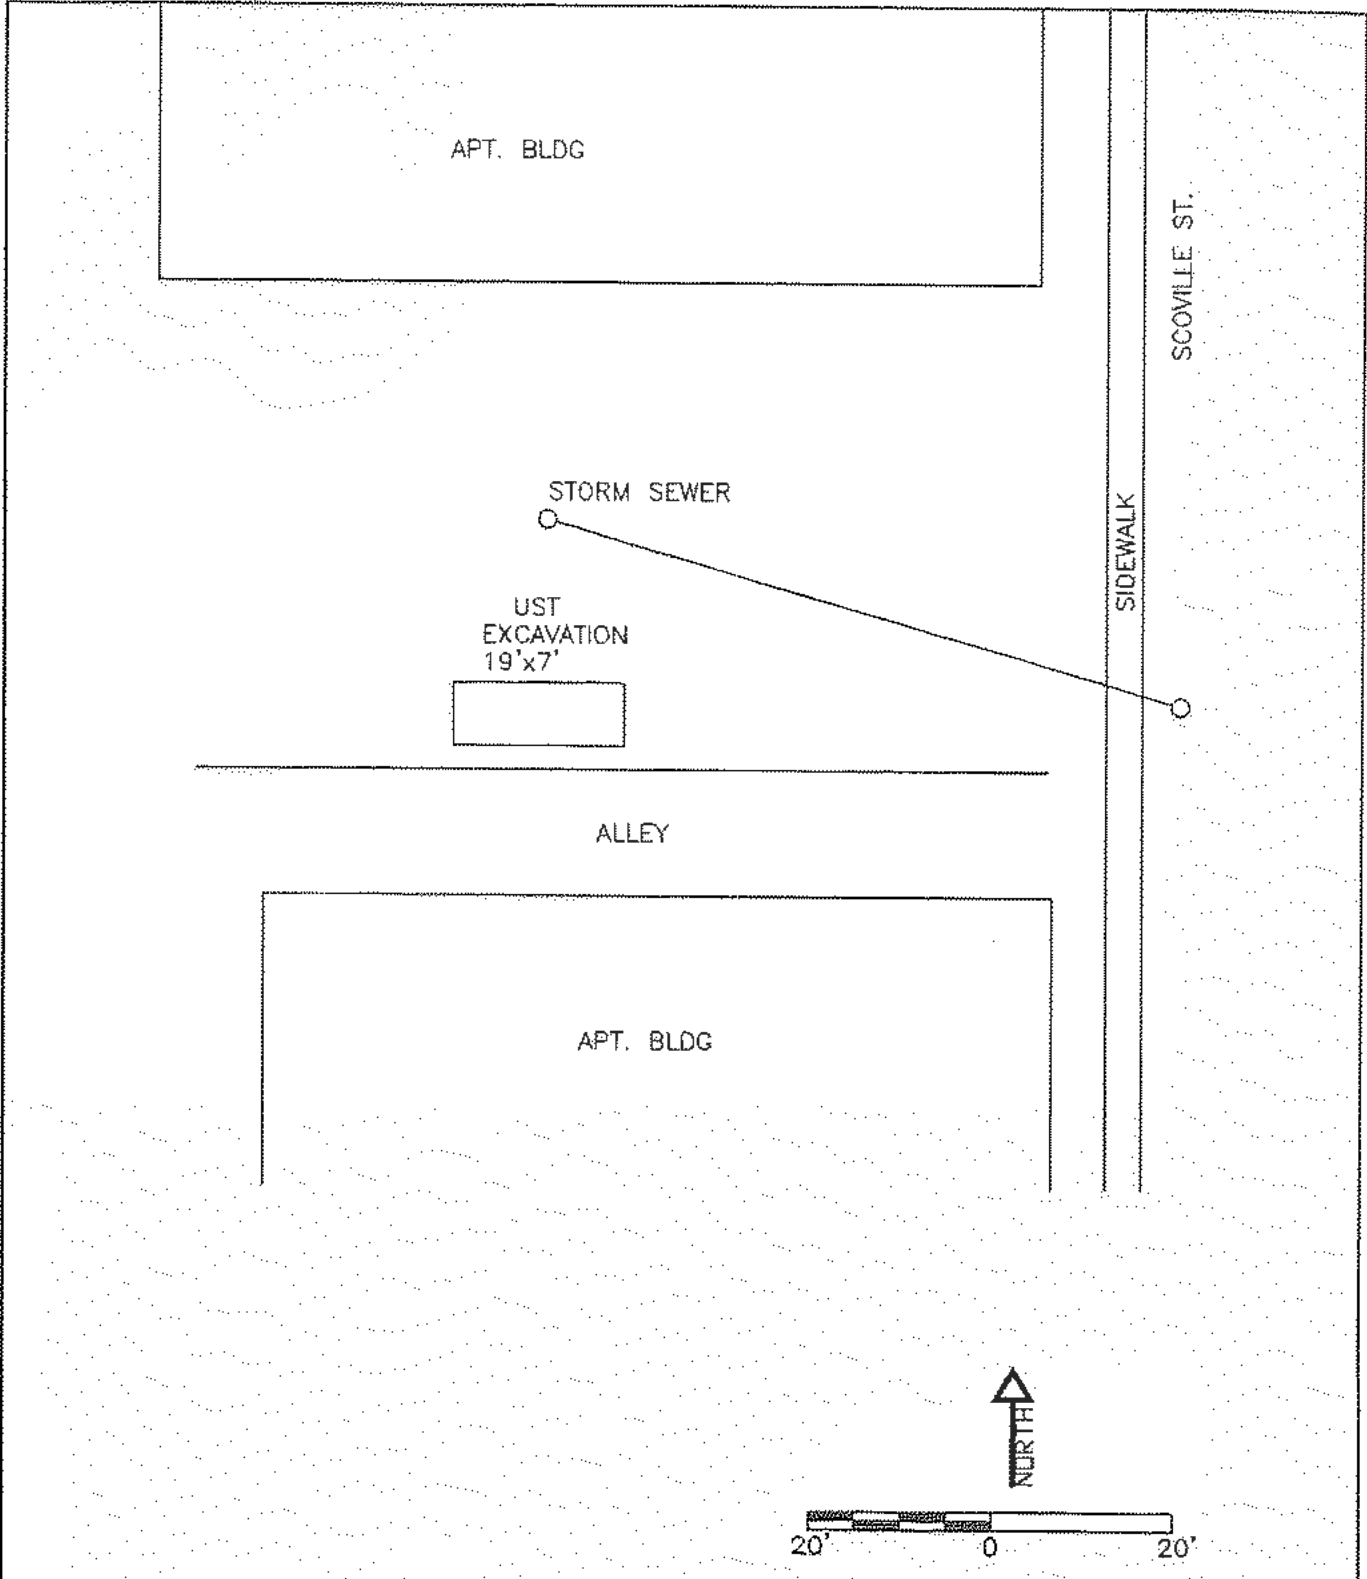 APT. BLDG
SCOVILLE ST.
STORM SEWER
SIDEWALK
UST
EXCAVATION
19'x7'
ALLEY
APT. BLDG
NORTH
20' 0 20'